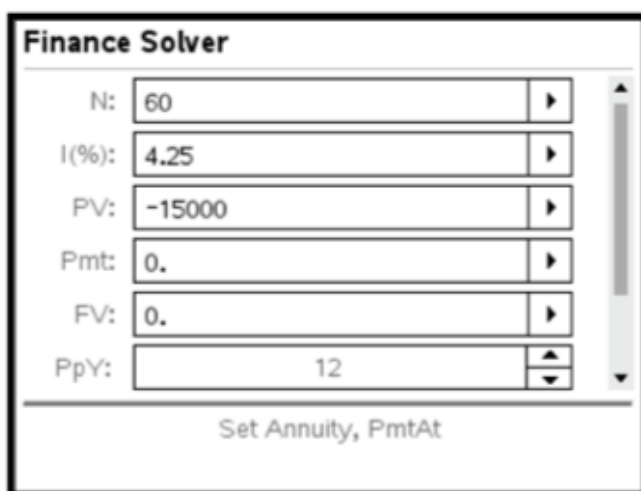 Finance Solver
N: 60
I(%): 4.25
PV: -15000
Pmt: 0.
FV: 0.
PpY: 12
Set Annuity, PmtAt